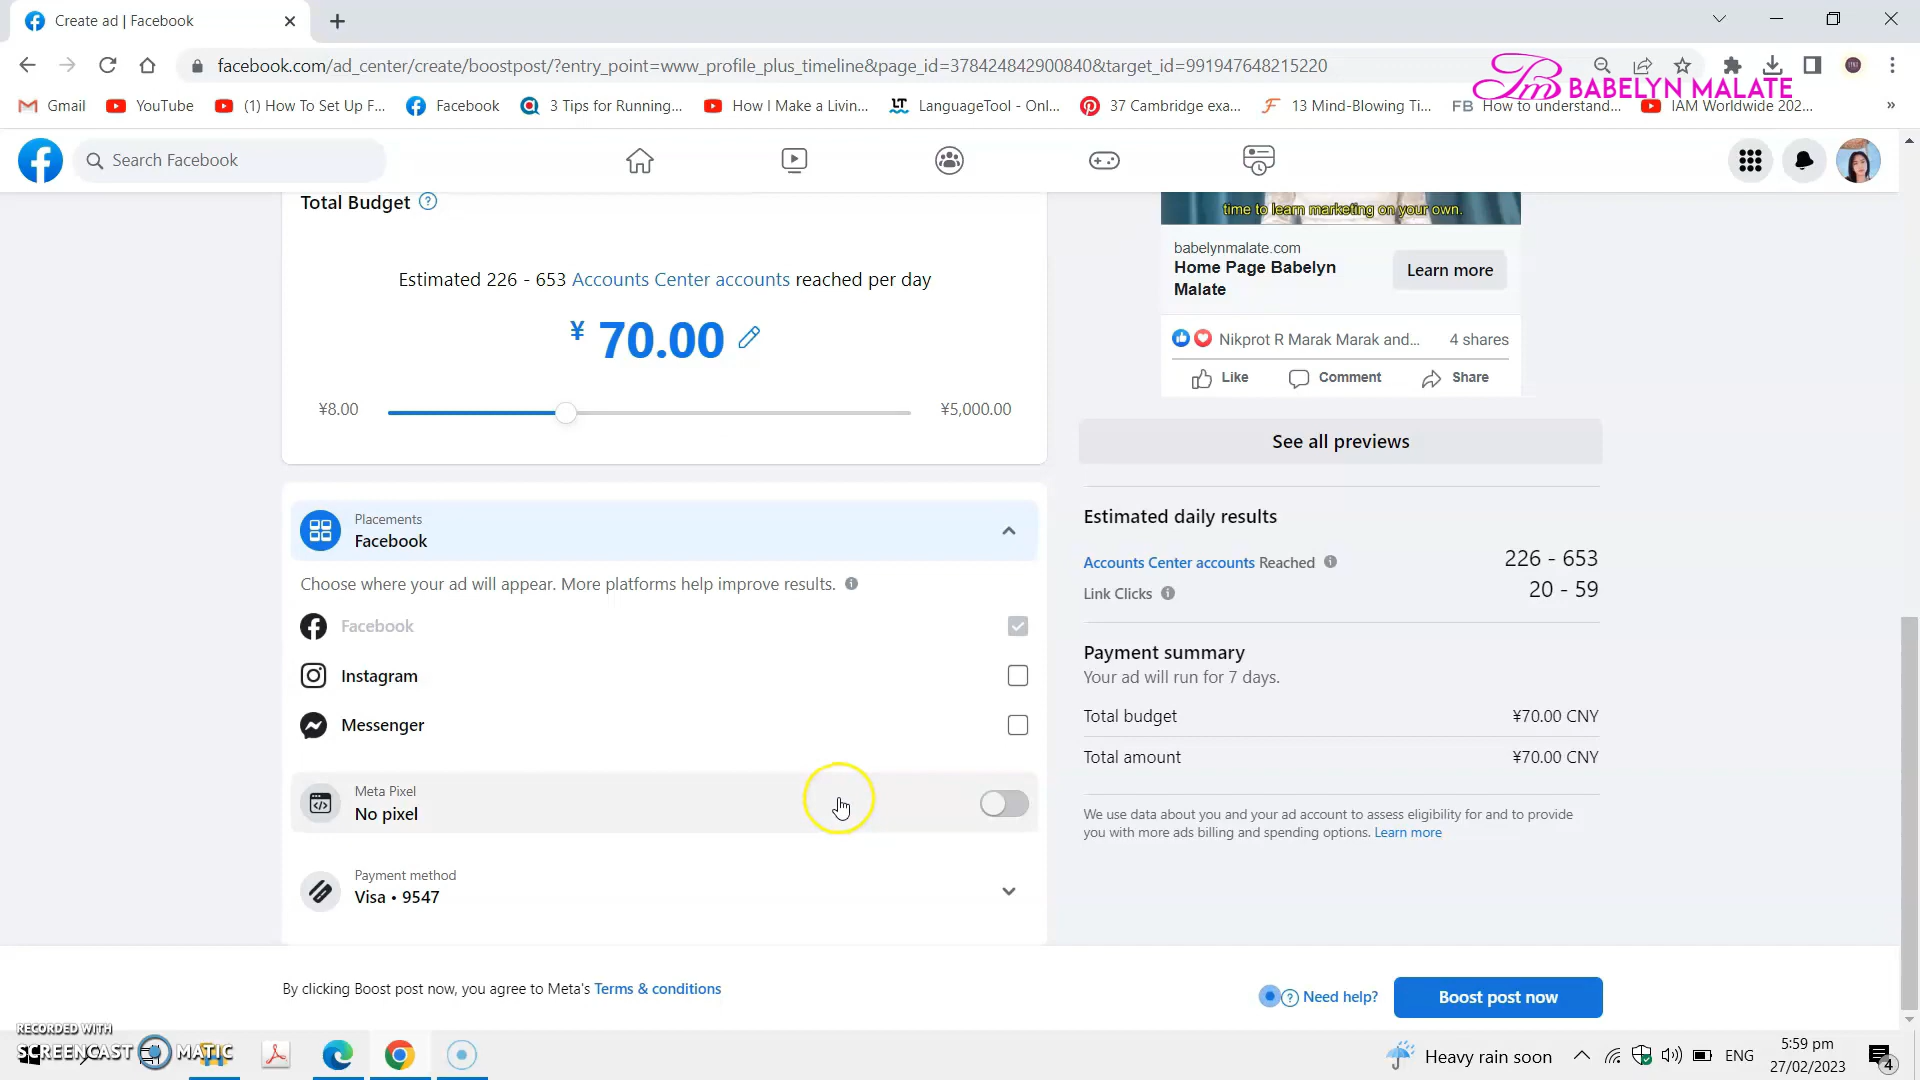 Create ad | Facebook
facebook.com/ad_center/create/boostpost/?entry_point=www_profile_plus_timeline&page_id=378424842900840&target_id=991947648215220
BABELYN MALATE
Gmail
YouTube
(1) How To Set Up F...
Facebook
3 Tips for Running...
How I Make a Livin...
LanguageTool - Onl...
37 Cambridge exa...
13 Mind-Blowing Ti...
FB How to understand...
IAM Worldwide 202...
Search Facebook
Total Budget
Estimated 226 - 653 Accounts Center accounts reached per day
¥ 70.00
¥8.00
¥5,000.00
Placements
Facebook
Choose where your ad will appear. More platforms help improve results.
Facebook
Instagram
Messenger
Meta Pixel
No pixel
Payment method
Visa • 9547
time to learn marketing on your own.
babelynmalate.com
Home Page Babelyn
Malate
Learn more
Nikprot R Marak Marak and...
4 shares
Like
Comment
Share
See all previews
Estimated daily results
Accounts Center accounts Reached
226 - 653
Link Clicks
20 - 59
Payment summary
Your ad will run for 7 days.
Total budget
¥70.00 CNY
Total amount
¥70.00 CNY
We use data about you and your ad account to assess eligibility for and to provide
you with more ads billing and spending options. Learn more
By clicking Boost post now, you agree to Meta's Terms & conditions
Need help?
Boost post now
RECORDED WITH
SCREENCAST MATIC
Heavy rain soon
ENG
5:59 pm
27/02/2023
4